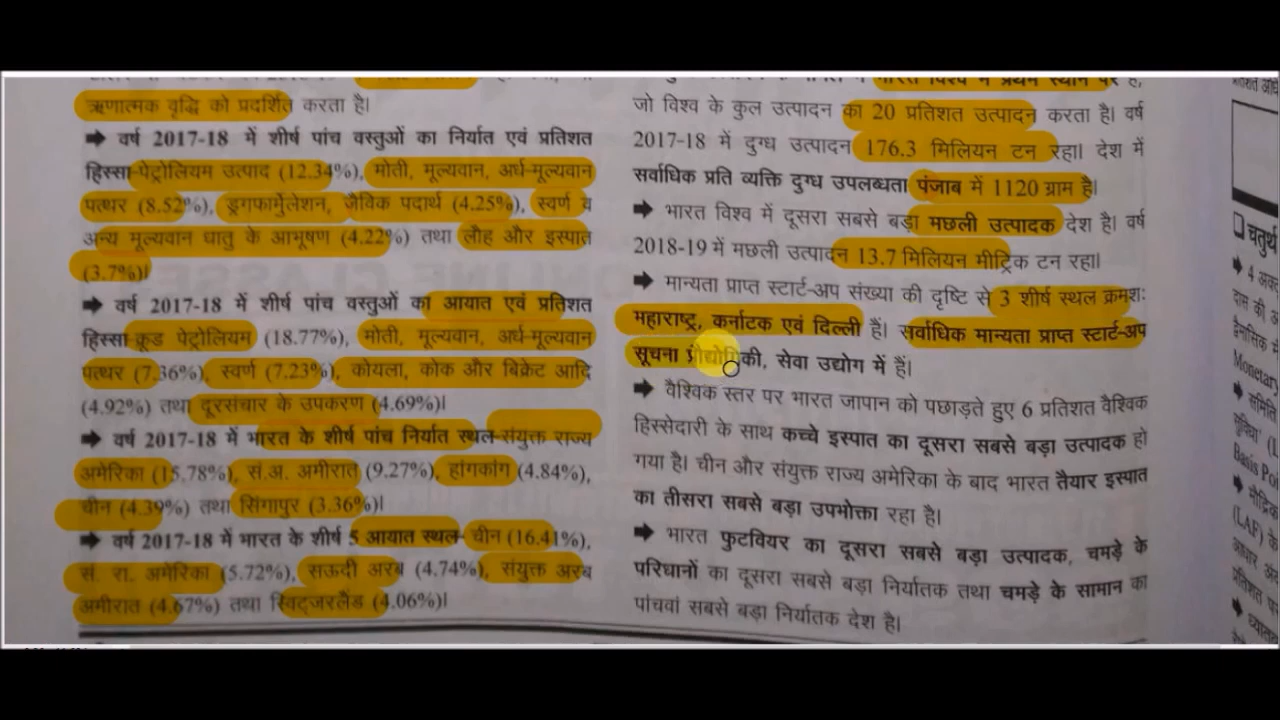 ऋणात्मक वृद्धि को प्रदर्शित करता है।
➡ वर्ष 2017-18 में शीर्ष पांच वस्तुओं का निर्यात एवं प्रतिशत
हिस्सा-पेट्रोलियम उत्पाद (12.34%), मोती, मूल्यवान, अर्ध-मूल्यवान
पत्थर (8.52%), ड्रगफार्मुलेशन, जैविक पदार्थ (4.25%), स्वर्ण व
अन्य मूल्यवान धातु के आभूषण (4.22%) तथा लौह और इस्पात
(3.7%)।
➡ वर्ष 2017-18 में शीर्ष पांच वस्तुओं का आयात एवं प्रतिशत
हिस्सा-क्रूड पेट्रोलियम (18.77%), मोती, मूल्यवान, अर्ध-मूल्यवान
पत्थर (7.36%), स्वर्ण (7.23%), कोयला, कोक और बिक्रेट आदि
(4.92%) तथा दूरसंचार के उपकरण (4.69%)।
➡ वर्ष 2017-18 में भारत के शीर्ष पांच निर्यात स्थल-संयुक्त राज्य
अमेरिका (15.78%), सं.अ. अमीरात (9.27%), हांगकांग (4.84%),
चीन (4.39%) तथा सिंगापुर (3.36%)।
➡ वर्ष 2017-18 में भारत के शीर्ष 5 आयात स्थल- चीन (16.41%),
सं. रा. अमेरिका (5.72%), सऊदी अरब (4.74%), संयुक्त अरब
अमीरात (4.67%) तथा स्विट्जरलैंड (4.06%)।
भारत विश्व में प्रथम स्थान पर है,
जो विश्व के कुल उत्पादन का 20 प्रतिशत उत्पादन करता है। वर्ष
2017-18 में दुग्ध उत्पादन 176.3 मिलियन टन रहा। देश में
सर्वाधिक प्रति व्यक्ति दुग्ध उपलब्धता पंजाब में 1120 ग्राम है।
➡ भारत विश्व में दूसरा सबसे बड़ा मछली उत्पादक देश है। वर्ष
2018-19 में मछली उत्पादन 13.7 मिलियन मीट्रिक टन रहा।
➡ मान्यता प्राप्त स्टार्ट-अप संख्या की दृष्टि से 3 शीर्ष स्थल क्रमशः
महाराष्ट्र, कर्नाटक एवं दिल्ली हैं। सर्वाधिक मान्यता प्राप्त स्टार्ट-अप
सूचना प्रौद्योगिकी, सेवा उद्योग में हैं।
➡ वैश्विक स्तर पर भारत जापान को पछाड़ते हुए 6 प्रतिशत वैश्विक
हिस्सेदारी के साथ कच्चे इस्पात का दूसरा सबसे बड़ा उत्पादक हो
गया है। चीन और संयुक्त राज्य अमेरिका के बाद भारत तैयार इस्पात
का तीसरा सबसे बड़ा उपभोक्ता रहा है।
➡ भारत फुटवियर का दूसरा सबसे बड़ा उत्पादक, चमड़े के
परिधानों का दूसरा सबसे बड़ा निर्यातक तथा चमड़े के सामान का
पांचवां सबसे बड़ा निर्यातक देश है।
❑ चतुर्थ
➡ 4 अक्
Monetary
➡ समिति
Basis Po
➡ मौद्रिक
(LAF) के